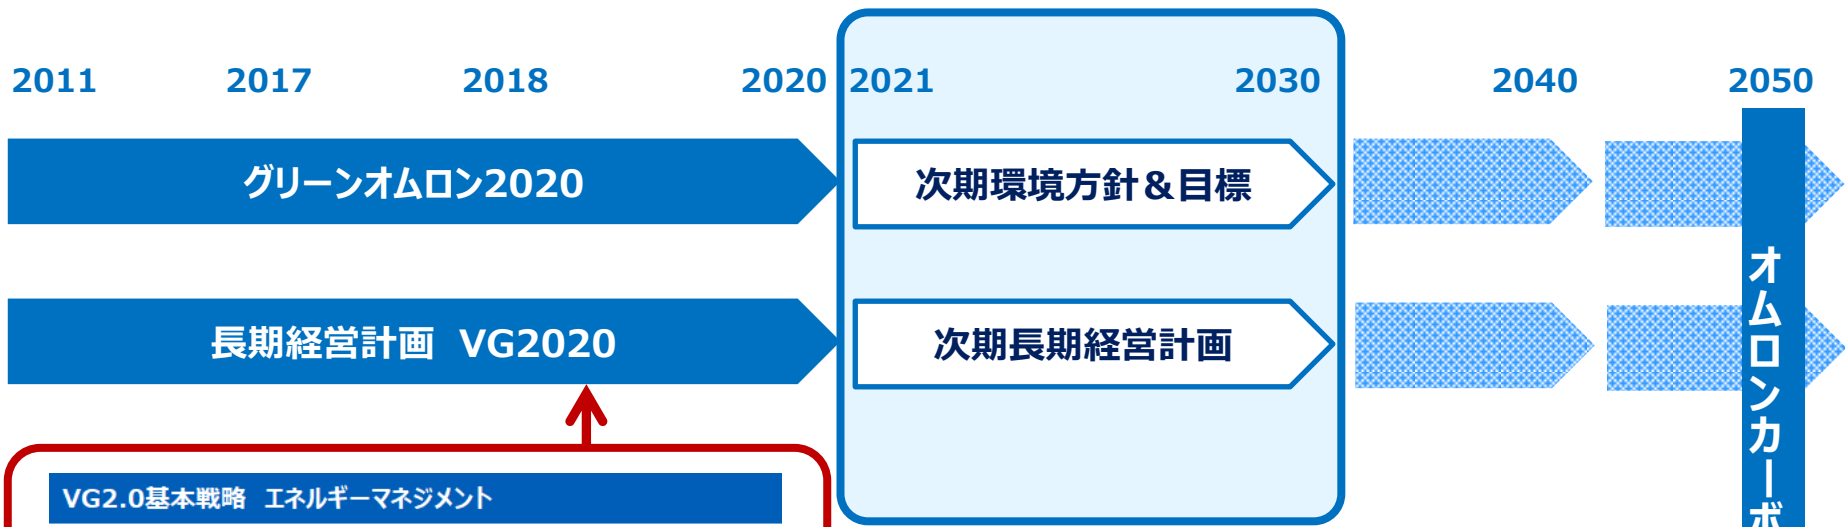 2011 2017 2018 2020 2021 2030 2040 2050
グリーンオムロン2020
次期環境方針＆目標
長期経営計画 VG2020
次期長期経営計画
VG2.0基本戦略 エネルギーマネジメント
オムロンカーボ